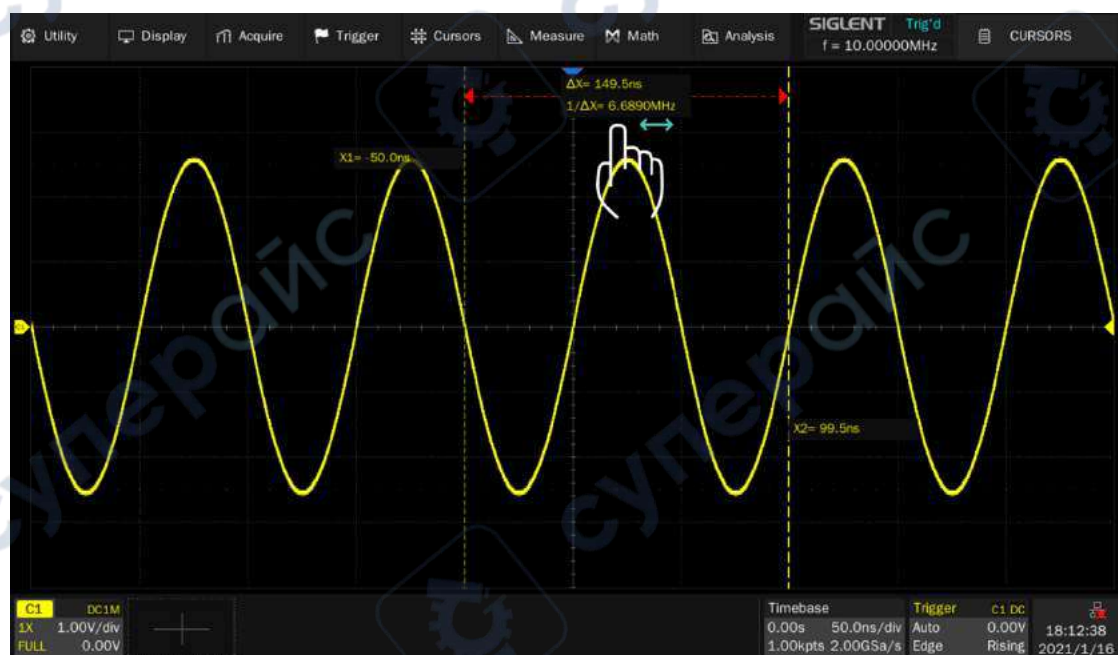 Utility Display Acquire Trigger Cursors Measure Math Analysis SIGLENT Trig'd CURSORS
f = 10.00000MHz
ΔX= 149.5ns
1/ΔX= 6.6890MHz
X1= -50.0ns
X2= 99.5ns
C1
C1 DC1M
1X 1.00V/div
FULL 0.00V
Timebase
0.00s 50.0ns/div
1.00kpts 2.00GSa/s
Trigger C1 DC
Auto 0.00V
Edge Rising
18:12:38
2021/1/16
суперайс
суперайс